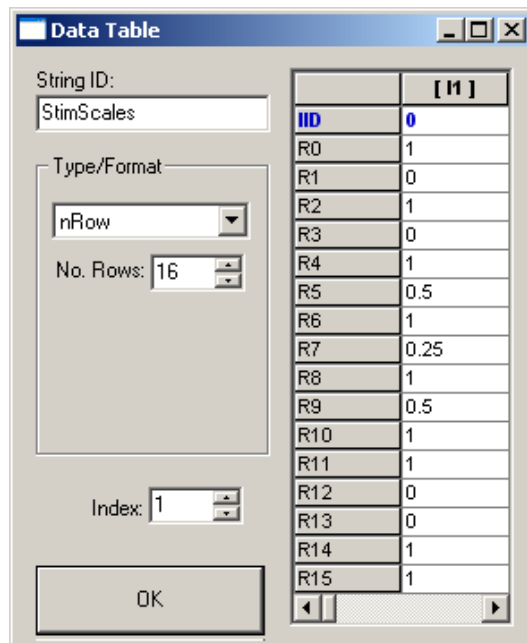 Data Table
String ID:
StimScales
Type/Format
nRow
No. Rows: 16
Index: 1
OK
[ I1 ]
IID 0
R0 1
R1 0
R2 1
R3 0
R4 1
R5 0.5
R6 1
R7 0.25
R8 1
R9 0.5
R10 1
R11 1
R12 0
R13 0
R14 1
R15 1